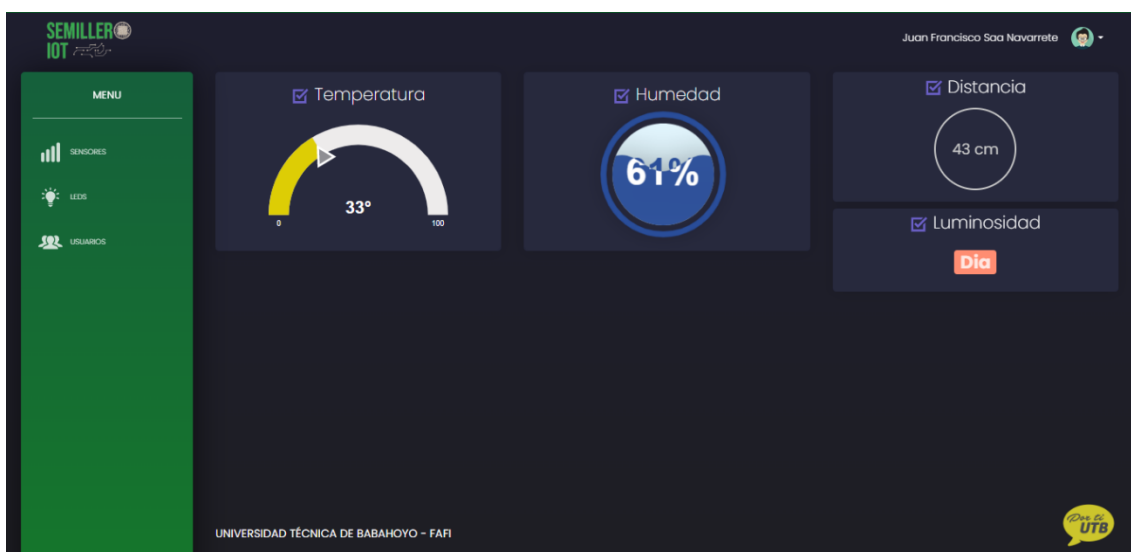 SEMILLERO
IOT
Juan Francisco Saa Navarrete
MENU
SENSORES
LEDS
USUARIOS
Temperatura
33°
0
100
Humedad
61%
Distancia
43 cm
Luminosidad
Dia
UNIVERSIDAD TÉCNICA DE BABAHOYO - FAFI
Por ti
UTB